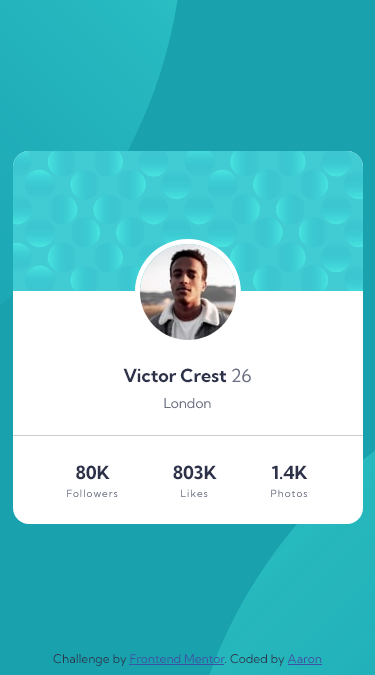 Victor Crest 26
London
80K 803K 1.4K
Followers Likes Photos
Challenge by Frontend Mentor. Coded by Aaron